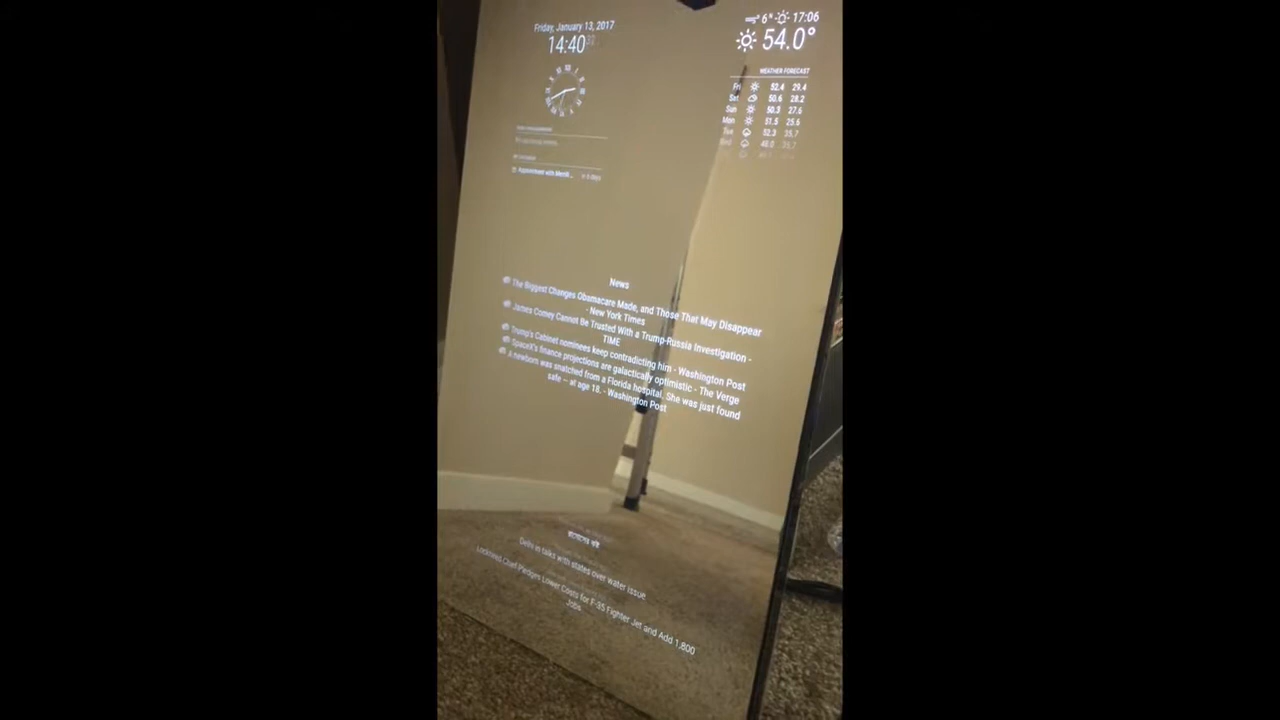 Friday, January 13, 2017
14:40
6° 17:06
54.0°
WEATHER FORECAST
Fri 52.4 29.4
Sat 50.6 28.2
Sun 50.3 27.6
Mon 51.5 25.6
Tue 52.3 35.7
Wed 48.0
Appointment with
News
The Biggest Changes Obamacare Made, and Those That May Disappear
- New York Times
James Comey Cannot Be Trusted With a Trump-Russia Investigation -
TIME
Trump's Cabinet nominees keep contradicting him - Washington Post
SpaceX's finance projections are galactically optimistic - The Verge
A newborn was snatched from a Florida hospital. She was just found
safe — at age 18. - Washington Post
Delhi in talks with states over water issue
Lockheed Chief Pledges Lower Costs for F-35 Fighter Jet and Add 1,800
Jobs